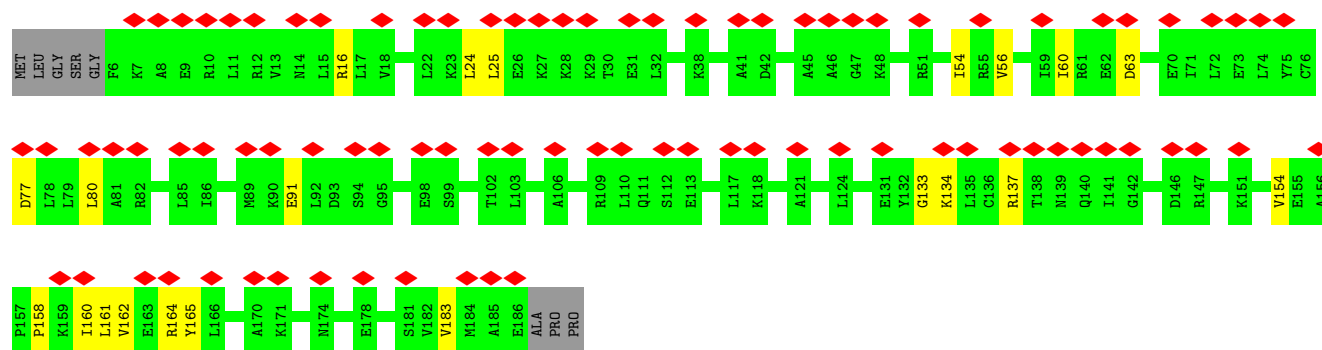 MET LEU GLY SER GLY F6 K7 A8 E9 R10 L11 R12 V13 N14 L15 R16 L17 V18 L22 K23 L24 L25 E26 K27 K28 K29 T30 E31 L32 K38 A41 D42 A45 A46 G47 K48 R51 I54 R55 V56 I59 I60 R61 E62 D63 E70 I71 L72 E73 L74 Y75 C76
D77 L78 L79 L80 A81 R82 L85 I86 M89 K90 E91 L92 D93 S94 G95 E98 S99 T102 L103 A106 R109 L110 Q111 S112 E113 L117 K118 A121 L124 E131 Y132 G133 K134 L135 C136 R137 T138 N139 Q140 I141 G142 D146 R147 K151 V154 E155 A156
P157 P158 K159 I160 L161 V162 E163 R164 Y165 L166 A170 K171 N174 E178 S181 V182 V183 M184 A185 E186 ALA PRO PRO